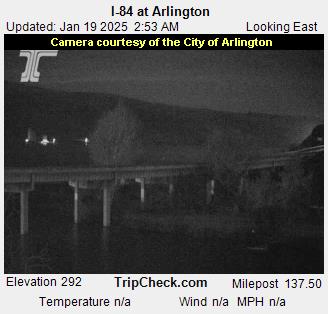 I-84 at Arlington
Updated: Jan 19 2025 2:53 AM Looking East
Camera courtesy of the City of Arlington
Elevation 292 TripCheck.com Milepost 137.50
Temperature n/a Wind n/a MPH n/a